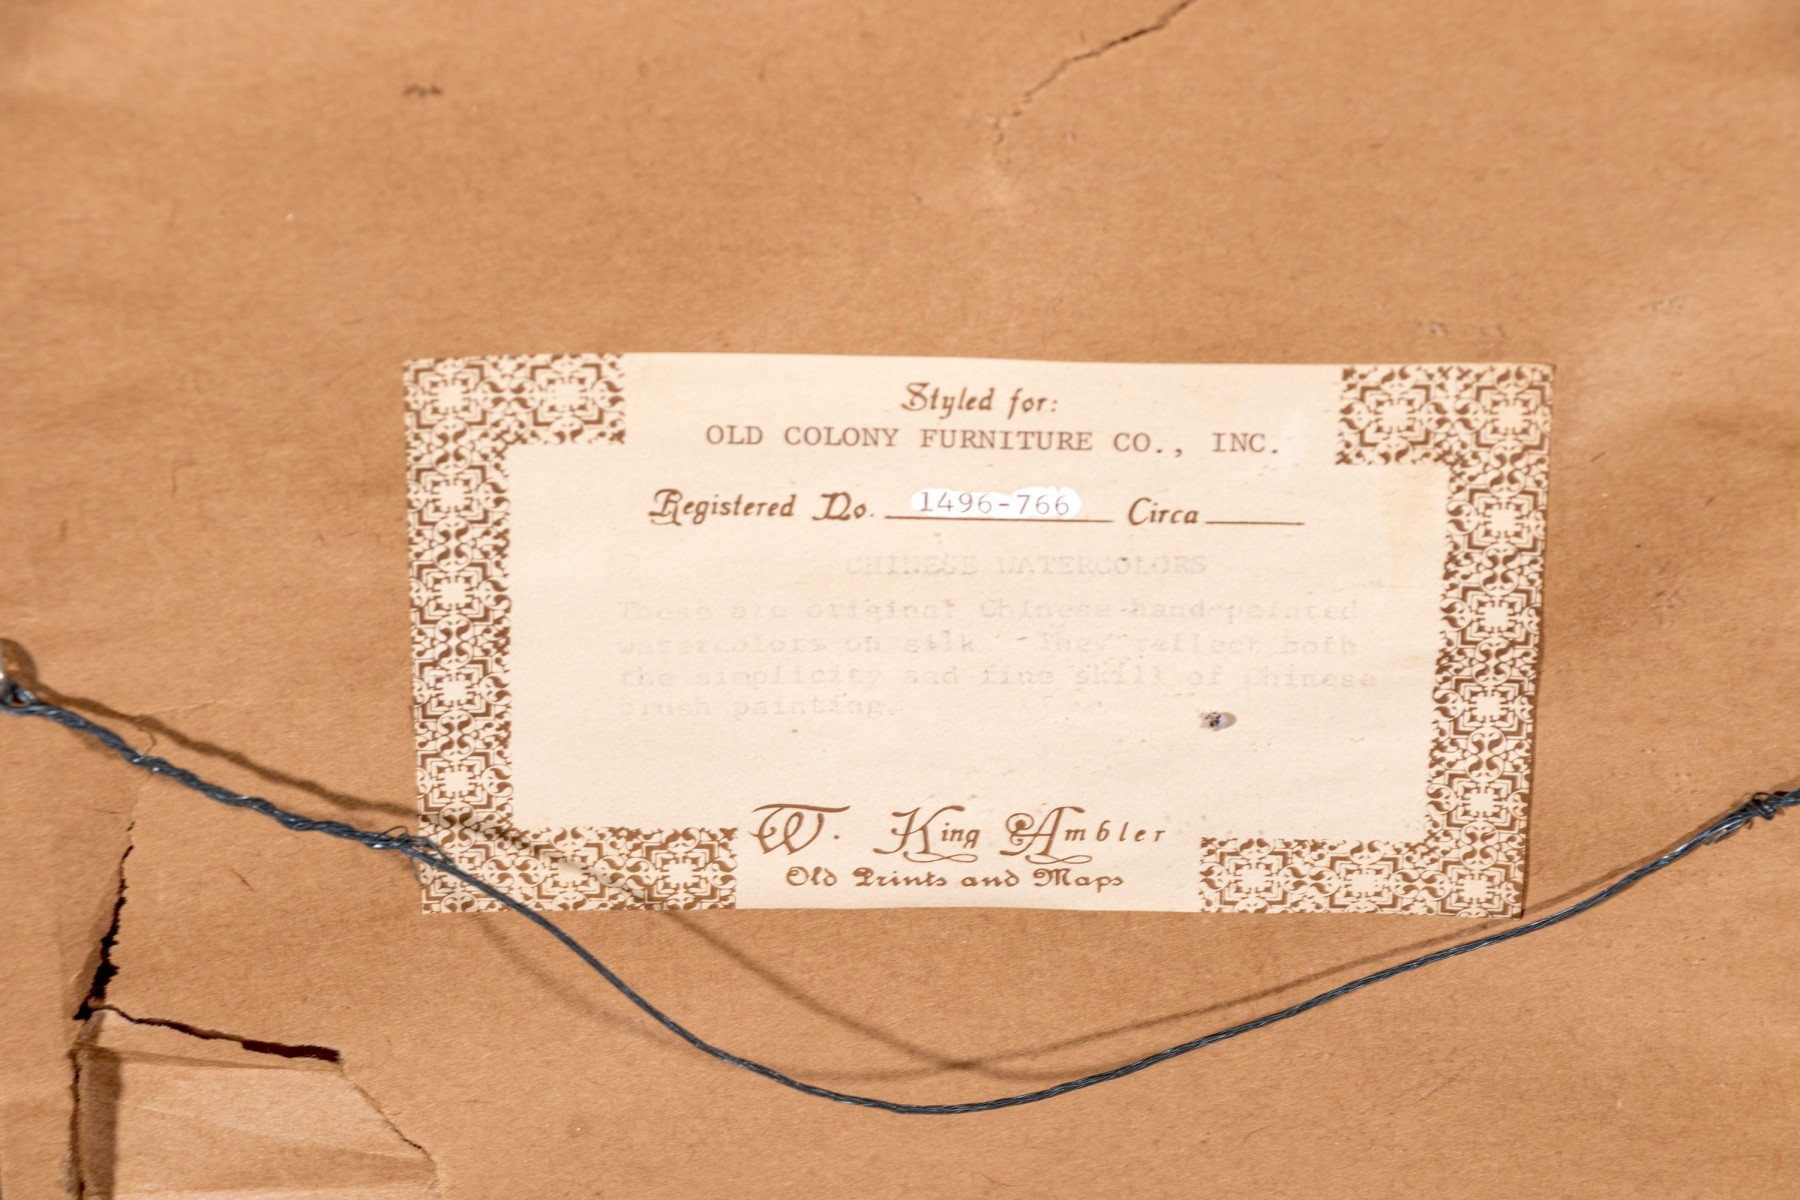 Styled for:
OLD COLONY FURNITURE CO., INC.
Registered No. 1496-766 Circa
CHINESE WATERCOLORS
These are original Chinese hand-painted
watercolors on silk. They reflect both
the simplicity and fine skill of Chinese
brush painting.
W. King Ambler
Old Prints and Maps